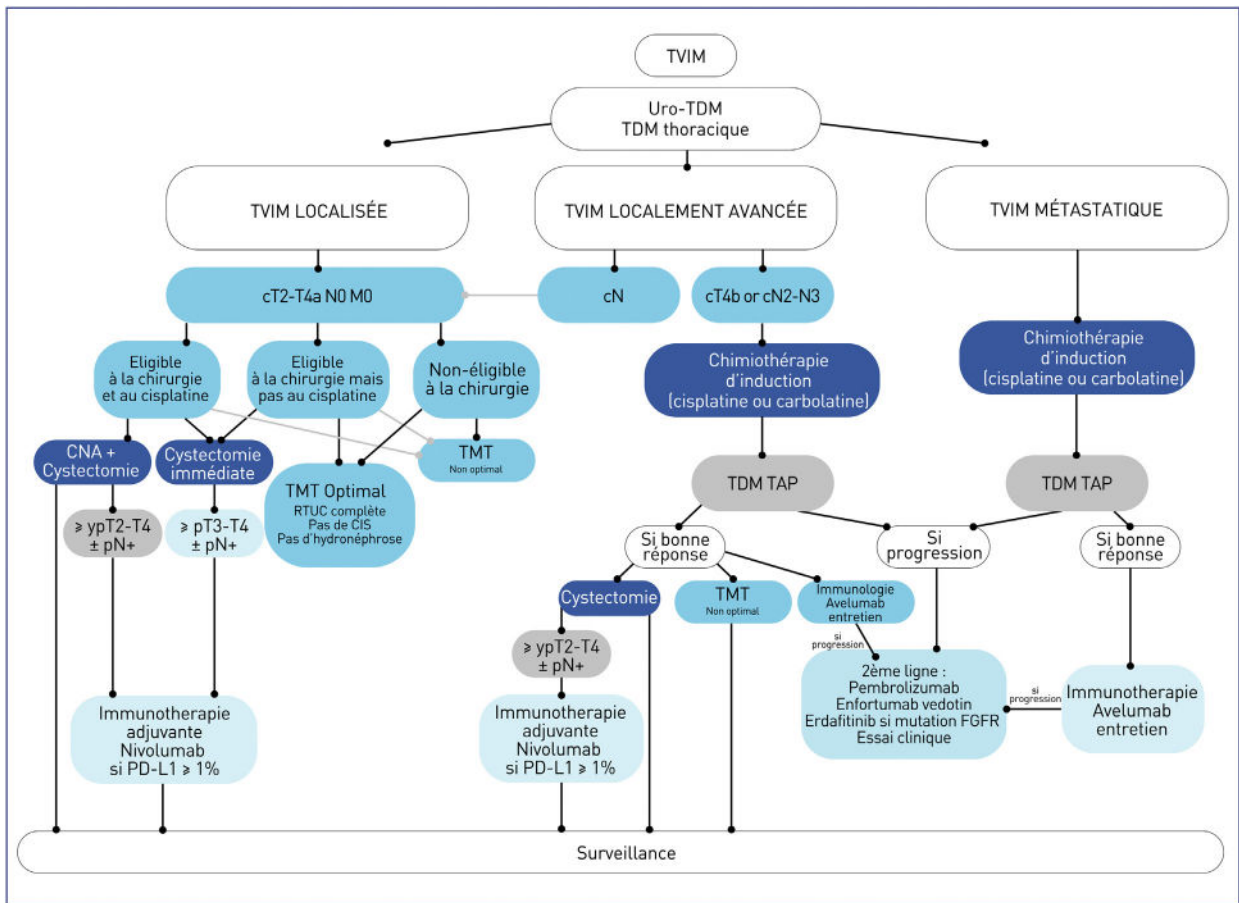 TVIM
Uro-TDM
TDM thoracique
TVIM LOCALISÉE
TVIM LOCALEMENT AVANCÉE
TVIM MÉTASTATIQUE
cT2-T4a N0 M0
cN
cT4b or cN2-N3
Eligible
à la chirurgie
et au cisplatine
Eligible
à la chirurgie mais
pas au cisplatine
Non-éligible
à la chirurgie
Chimiothérapie
d'induction
(cisplatine ou carbolatine)
Chimiothérapie
d'induction
(cisplatine ou carbolatine)
CNA +
Cystectomie
Cystectomie
immédiate
TMT
Non optimal
TMT Optimal
RTUC complète
Pas de CIS
Pas d'hydronéphrose
TDM TAP
TDM TAP
≥ ypT2-T4
± pN+
≥ pT3-T4
± pN+
Si bonne
réponse
Si
progression
Si bonne
réponse
Cystectomie
TMT
Non optimal
Immunologie
Avelumab
entretien
≥ ypT2-T4
± pN+
si
progression
2ème ligne :
Pembrolizumab
Enfortumab vedotin
Erdafitinib si mutation FGFR
Essai clinique
si
progression
Immunotherapie
Avelumab
entretien
Immunotherapie
adjuvante
Nivolumab
si PD-L1 ≥ 1%
Immunotherapie
adjuvante
Nivolumab
si PD-L1 ≥ 1%
Surveillance